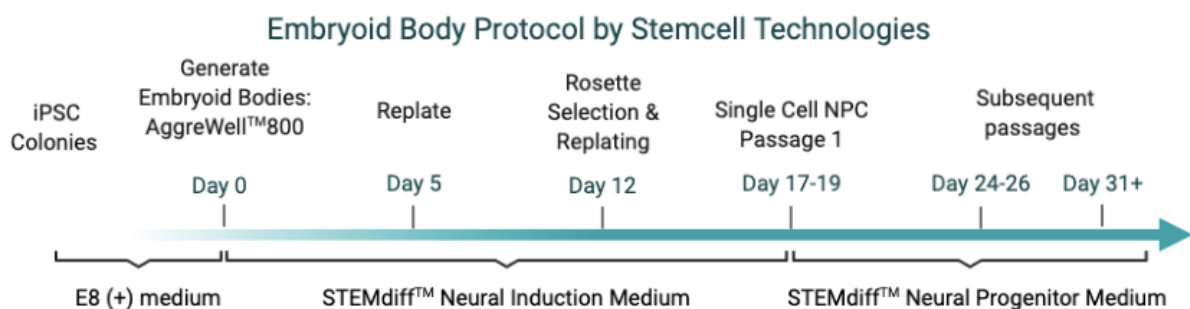 Embryoid Body Protocol by Stemcell Technologies
iPSC
Colonies
Generate
Embryoid Bodies:
AggreWell™800
Replate
Rosette
Selection &
Replating
Single Cell NPC
Passage 1
Subsequent
passages
Day 0
Day 5
Day 12
Day 17-19
Day 24-26
Day 31+
E8 (+) medium
STEMdiff™ Neural Induction Medium
STEMdiff™ Neural Progenitor Medium